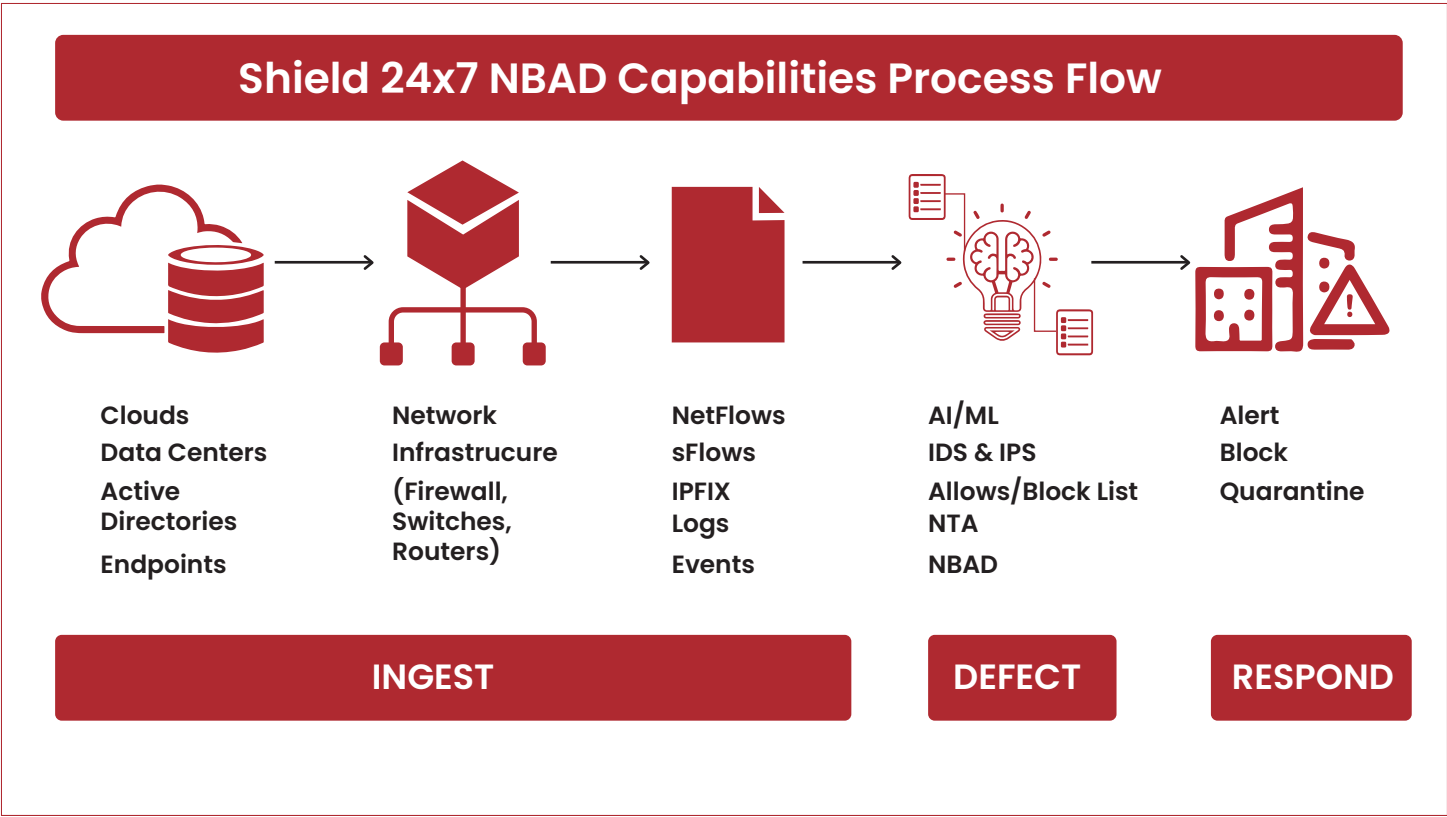 Shield 24x7 NBAD Capabilities Process Flow
Clouds
Data Centers
Active
Directories
Endpoints
Network
Infrastrucure
(Firewall,
Switches,
Routers)
NetFlows
sFlows
IPFIX
Logs
Events
AI/ML
IDS & IPS
Allows/Block List
NTA
NBAD
Alert
Block
Quarantine
INGEST
DEFECT
RESPOND